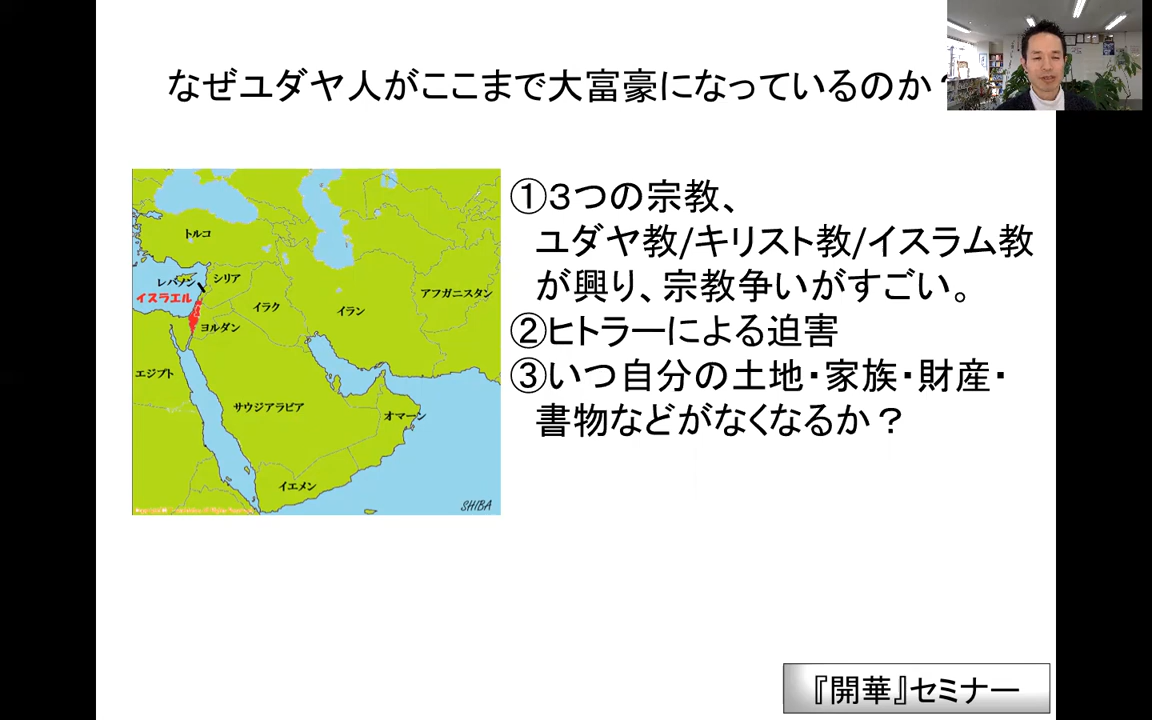 なぜユダヤ人がここまで大富豪になっているのか？
①３つの宗教、
ユダヤ教/キリスト教/イスラム教
が興り、宗教争いがすごい。
②ヒトラーによる迫害
③いつ自分の土地・家族・財産・
書物などがなくなるか？
トルコ
レバノン
シリア
イスラエル
イラク
イラン
アフガニスタン
ヨルダン
エジプト
サウジアラビア
オマーン
イエメン
SHIBA
『開華』セミナー